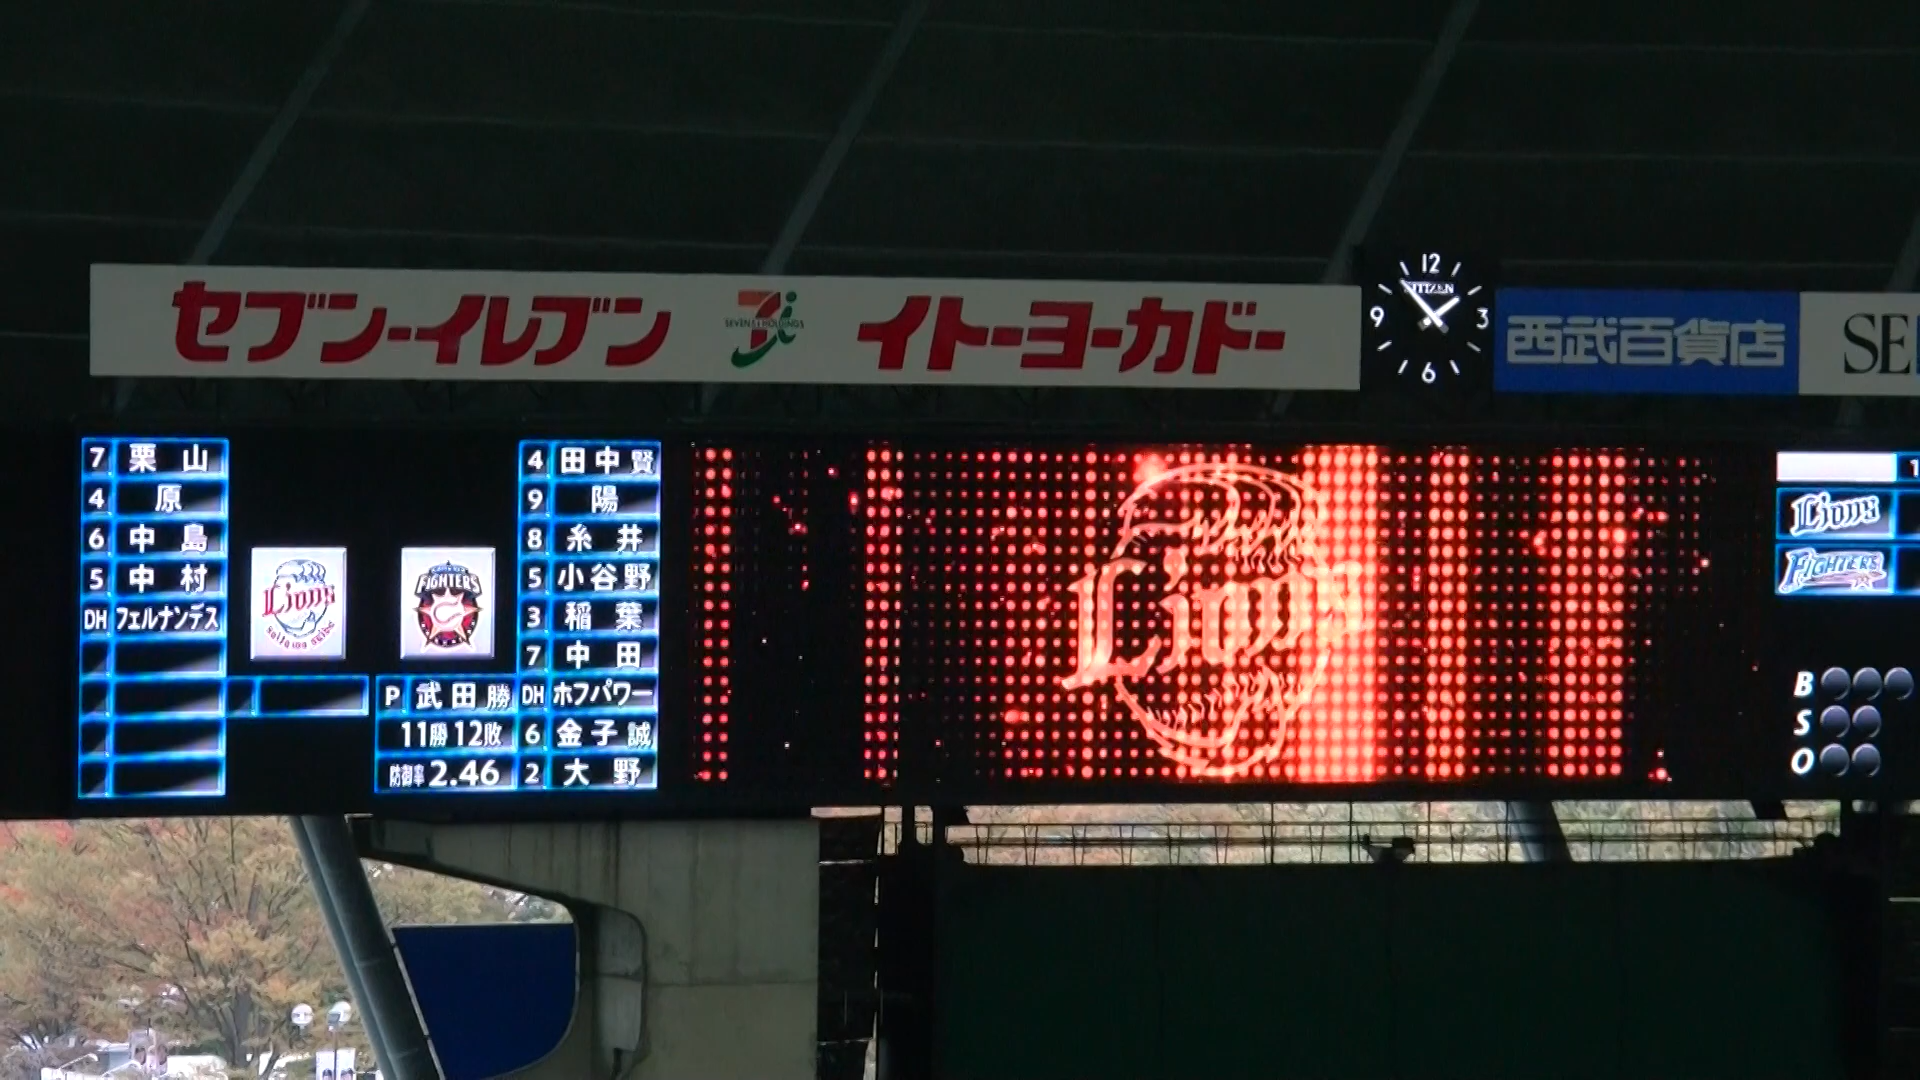 セブン-イレブン
SEVEN & i HOLDINGS
イトーヨーカドー
12
CITIZEN
9
3
6
西武百貨店
SE
7 栗山
4 原
6 中島
5 中村
DH フェルナンデス
Lions
FIGHTERS
4 田中賢
9 陽
8 糸井
5 小谷野
3 稲葉
7 中田
P 武田勝
DH ホフパワー
11勝12敗
6 金子誠
防御率2.46
2 大野
Lions
1
Lions
FIGHTERS
B
S
O